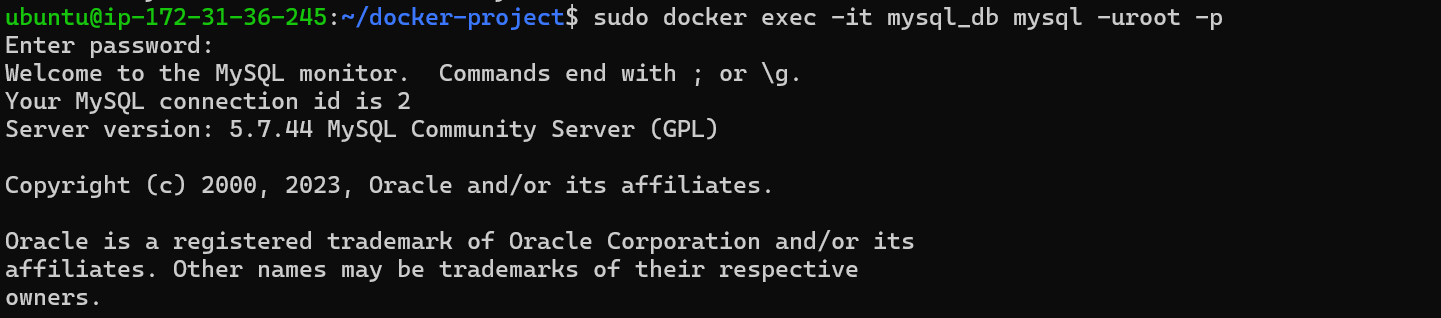 ubuntu@ip-172-31-36-245:~/docker-project$ sudo docker exec -it mysql_db mysql -uroot -p
Enter password:
Welcome to the MySQL monitor.  Commands end with ; or \g.
Your MySQL connection id is 2
Server version: 5.7.44 MySQL Community Server (GPL)

Copyright (c) 2000, 2023, Oracle and/or its affiliates.

Oracle is a registered trademark of Oracle Corporation and/or its
affiliates. Other names may be trademarks of their respective
owners.